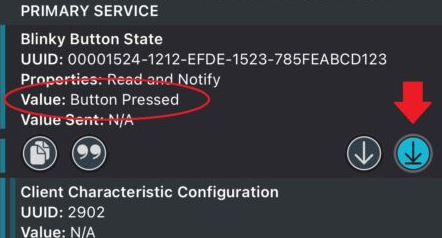 PRIMARY SERVICE
Blinky Button State
UUID: 00001524-1212-EFDE-1523-785FEABCD123
Properties: Read and Notify
Value: Button Pressed
Value Sent: N/A
Client Characteristic Configuration
UUID: 2902
Value: N/A